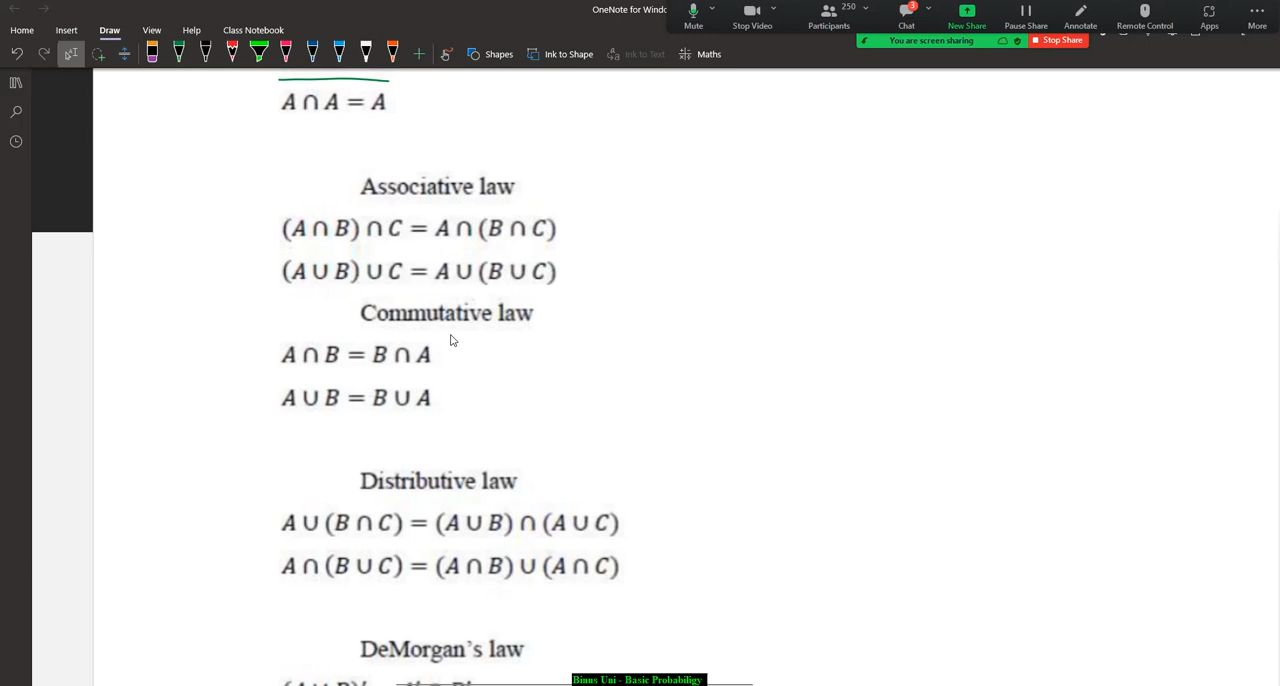 OneNote for Windo
250
3
Mute
Stop Video
Participants
Chat
New Share
Pause Share
Annotate
Remote Control
Apps
More
You are screen sharing
Stop Share
Home
Insert
Draw
View
Help
Class Notebook
Shapes
Ink to Shape
Ink to Text
Maths
A ∩ A = A
Associative law
(A ∩ B) ∩ C = A ∩ (B ∩ C)
(A ∪ B) ∪ C = A ∪ (B ∪ C)
Commutative law
A ∩ B = B ∩ A
A ∪ B = B ∪ A
Distributive law
A ∪ (B ∩ C) = (A ∪ B) ∩ (A ∪ C)
A ∩ (B ∪ C) = (A ∩ B) ∪ (A ∩ C)
DeMorgan's law
Binus Uni - Basic Probabiligy